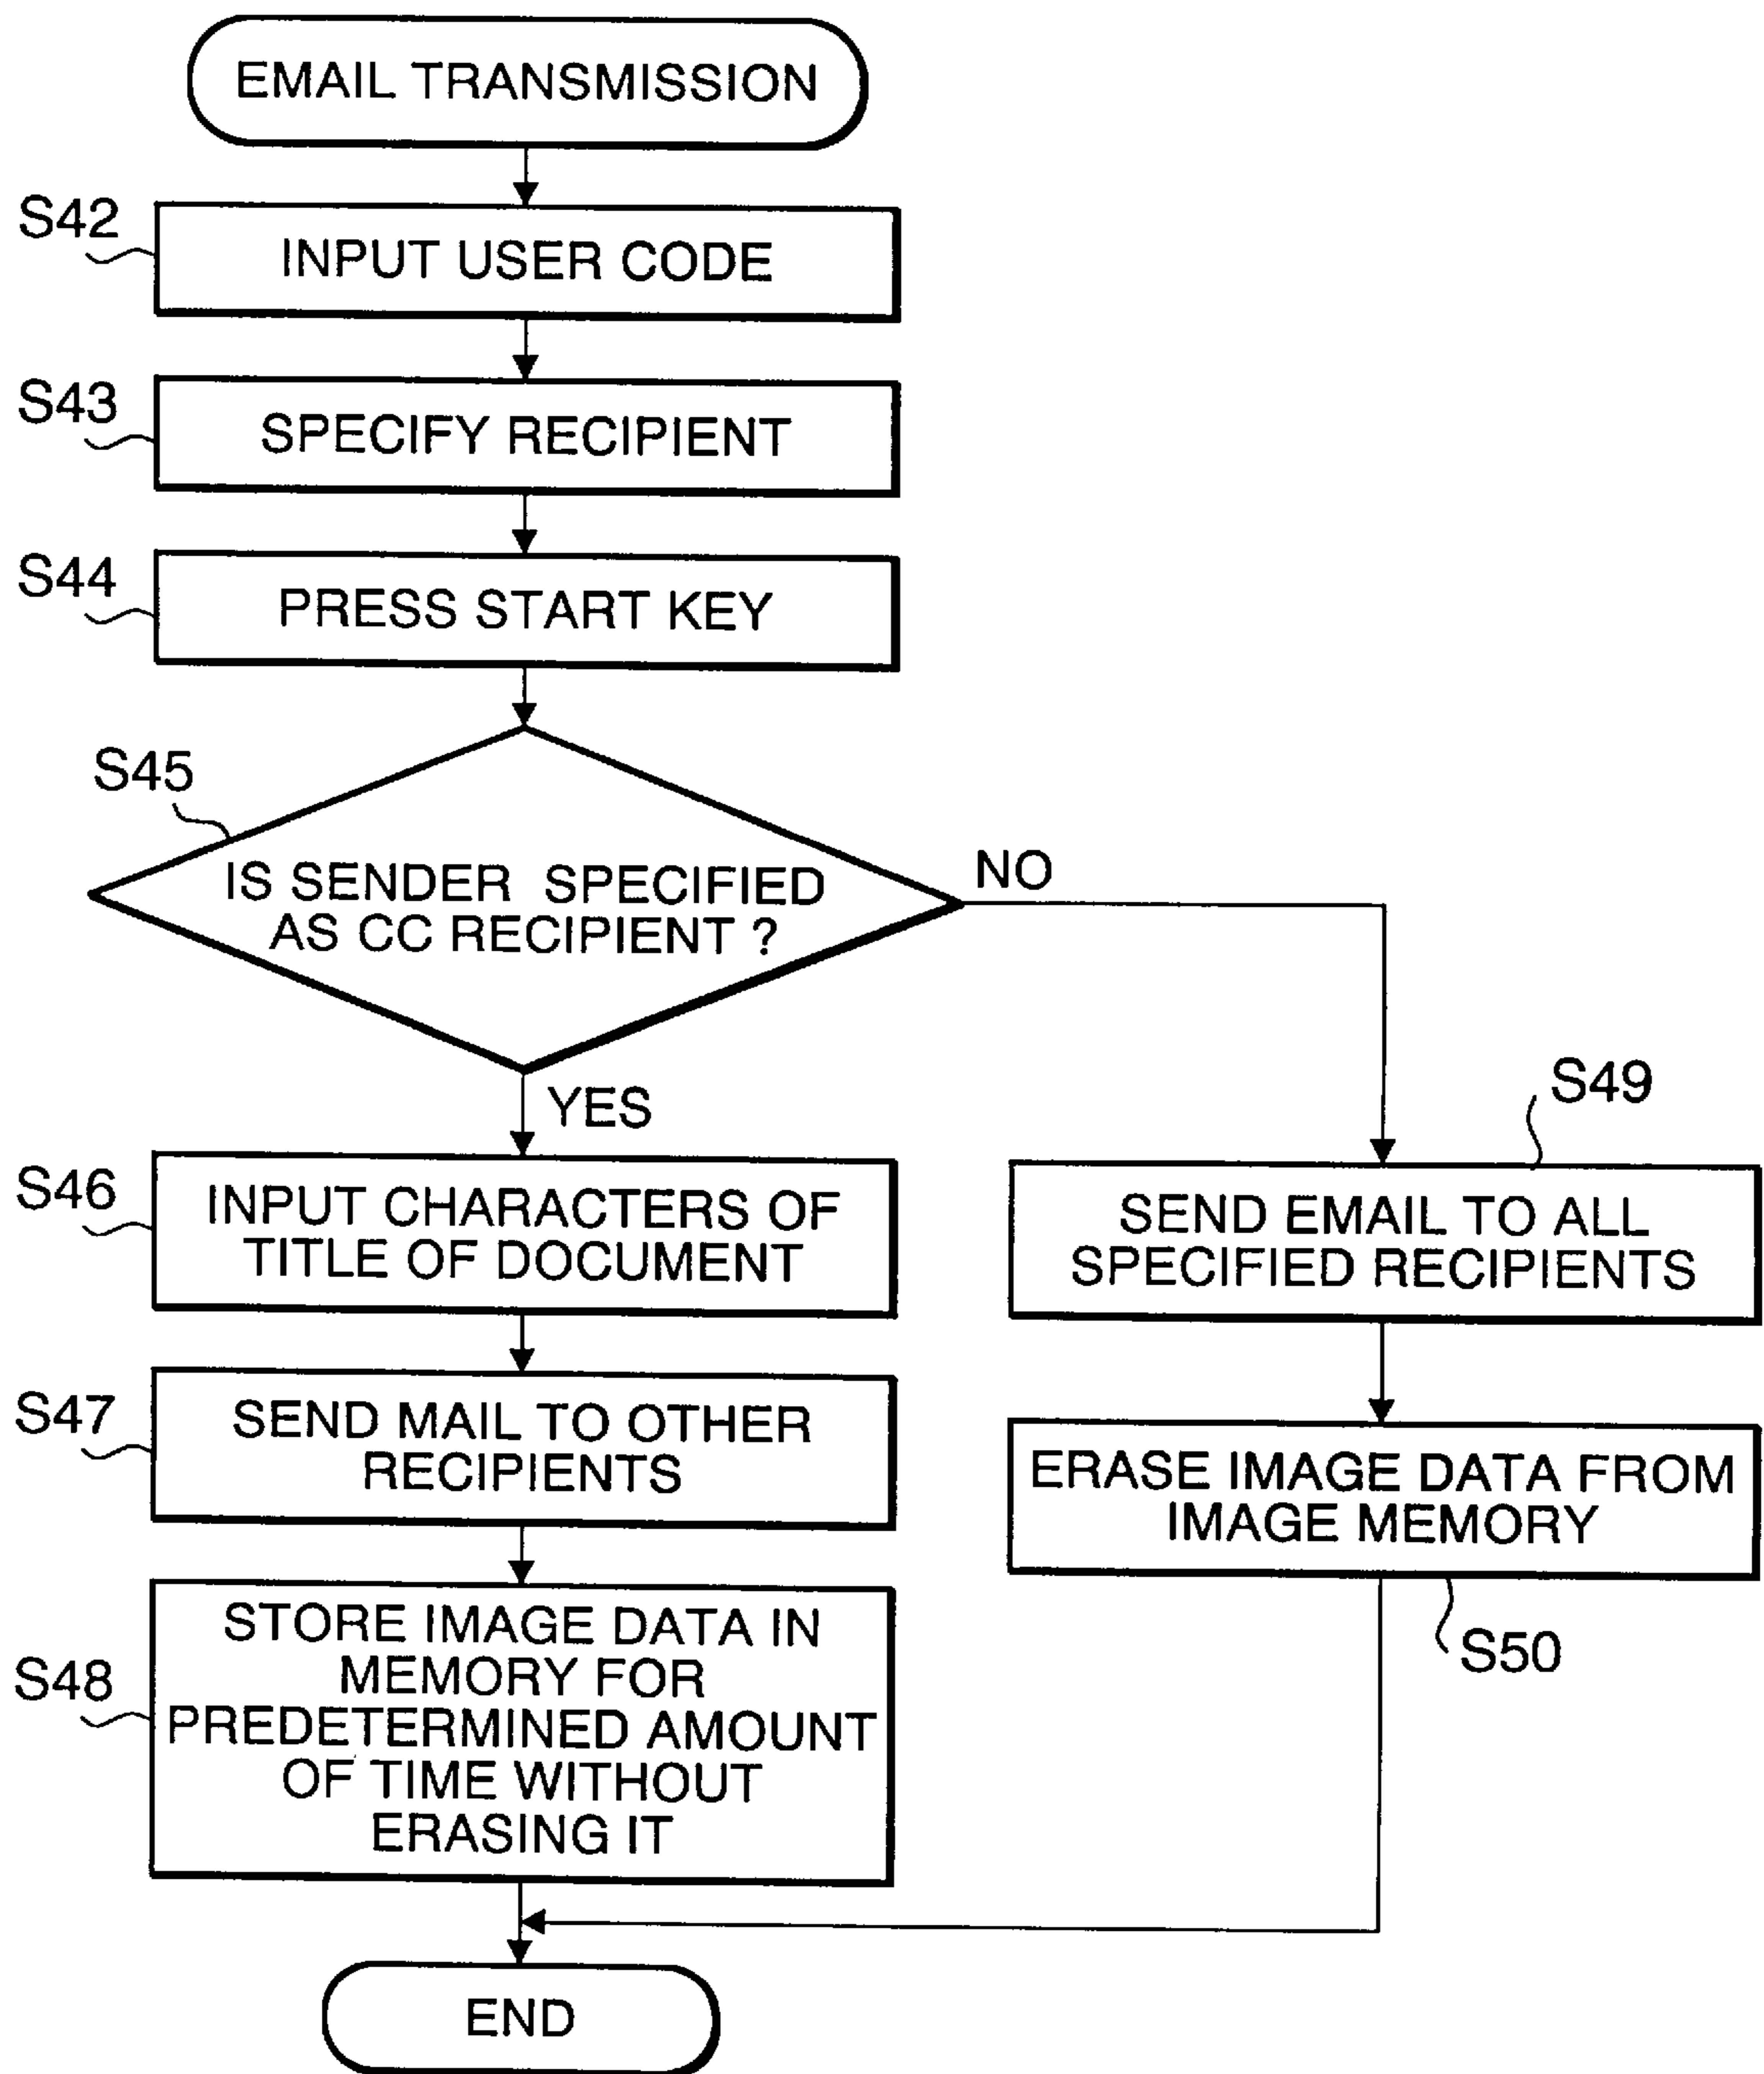 EMAIL TRANSMISSION
S42
INPUT USER CODE
S43
SPECIFY RECIPIENT
S44
PRESS START KEY
S45
IS SENDER SPECIFIED
AS CC RECIPIENT ?
NO
YES
S46
INPUT CHARACTERS OF
TITLE OF DOCUMENT
S47
SEND MAIL TO OTHER
RECIPIENTS
S48
STORE IMAGE DATA IN
MEMORY FOR
PREDETERMINED AMOUNT
OF TIME WITHOUT
ERASING IT
S49
SEND EMAIL TO ALL
SPECIFIED RECIPIENTS
ERASE IMAGE DATA FROM
IMAGE MEMORY
S50
END